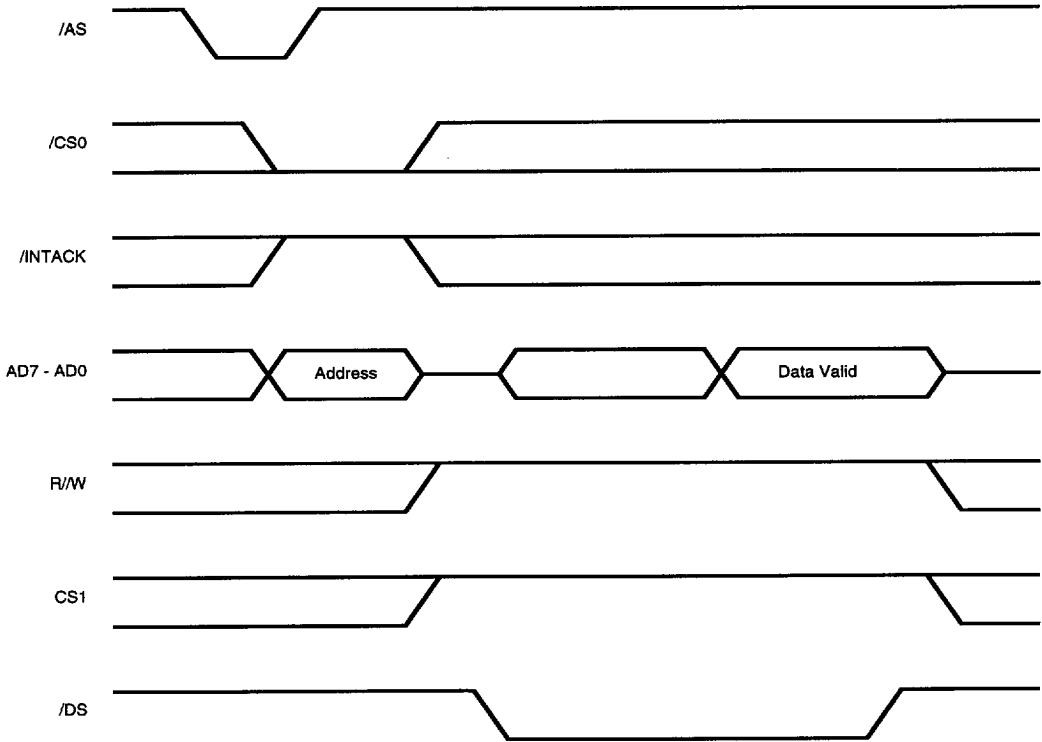 /AS
/CS0
/INTACK
AD7 - AD0
Address
Data Valid
R//W
CS1
/DS